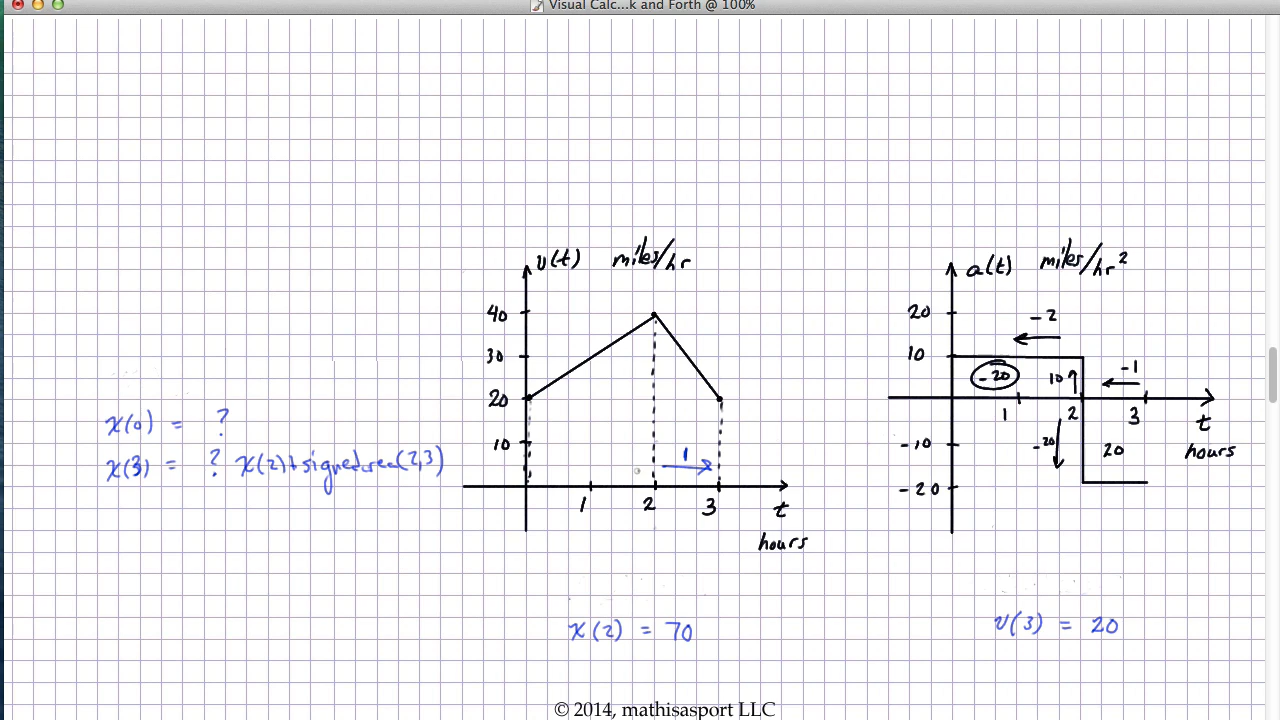 Visual Calc...k and Forth @ 100%
v(t) miles/hr
40
30
20
10
1 2 3 t
hours
1
x(0) = ?
x(3) = ? x(2)+signedarea(2,3)
x(2) = 70
a(t) miles/hr²
20
10
-10
-20
-2
-20
10
-1
1 2 3 t
hours
-20
20
v(3) = 20
© 2014, mathisasport LLC